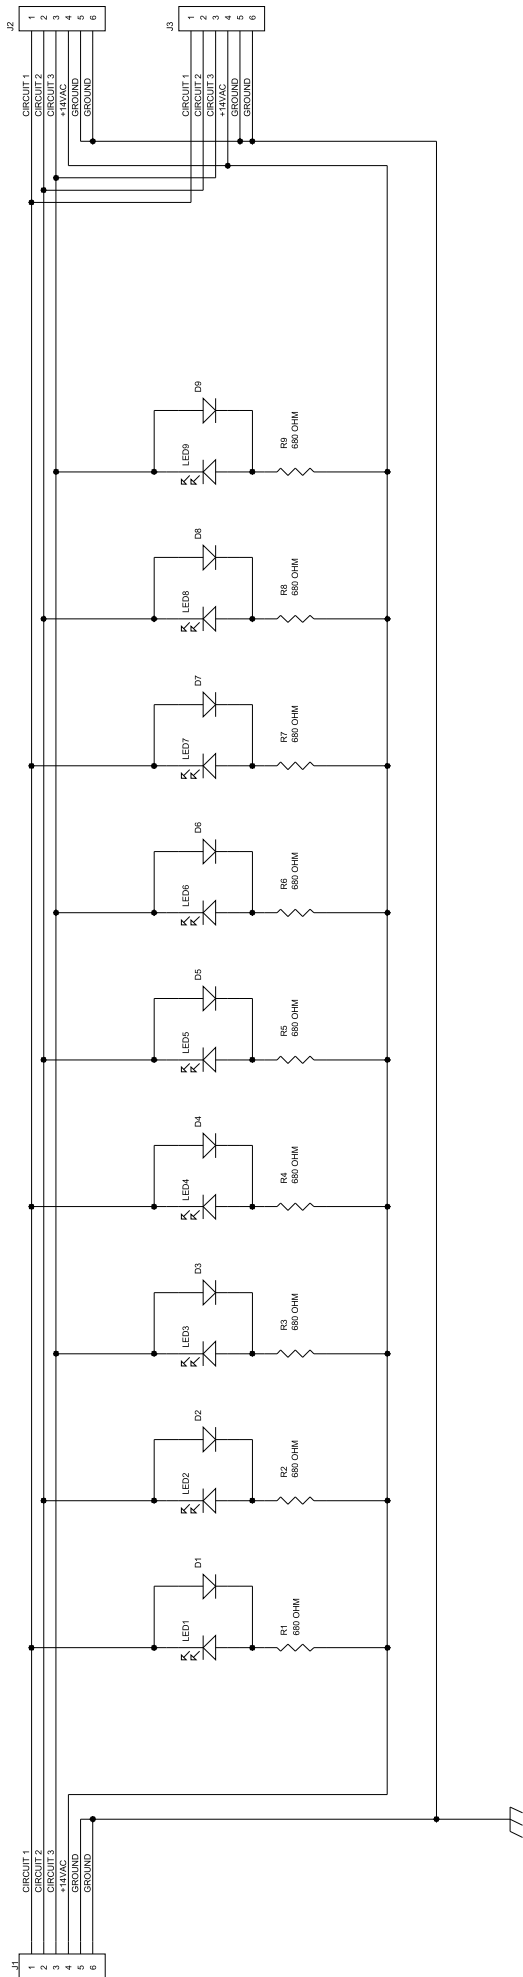 J2
1
2
3
4
5
6
CIRCUIT 1
CIRCUIT 2
CIRCUIT 3
+14VAC
GROUND
GROUND
J3
1
2
3
4
5
6
CIRCUIT 1
CIRCUIT 2
CIRCUIT 3
+14VAC
GROUND
GROUND
D9
LED9
R9
680 OHM
D8
LED8
R8
680 OHM
D7
LED7
R7
680 OHM
D6
LED6
R6
680 OHM
D5
LED5
R5
680 OHM
D4
LED4
R4
680 OHM
D3
LED3
R3
680 OHM
D2
LED2
R2
680 OHM
D1
LED1
R1
680 OHM
CIRCUIT 1
CIRCUIT 2
CIRCUIT 3
+14VAC
GROUND
GROUND
J1
1
2
3
4
5
6